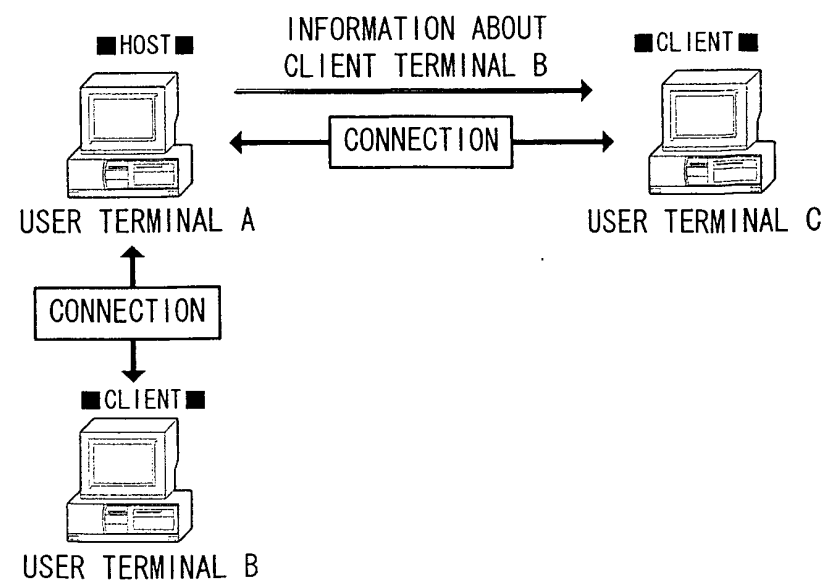 ■HOST■
INFORMATION ABOUT
CLIENT TERMINAL B
■CLIENT■
CONNECTION
USER TERMINAL A
USER TERMINAL C
CONNECTION
■CLIENT■
USER TERMINAL B